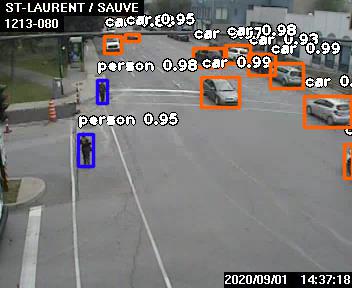 ST-LAURENT / SAUVE
1213-080
car 0.95
car 0.98
car 0.93
car 0.99
person 0.98
car 0.99
car 0.
person 0.95
2020/09/01 14:37:18